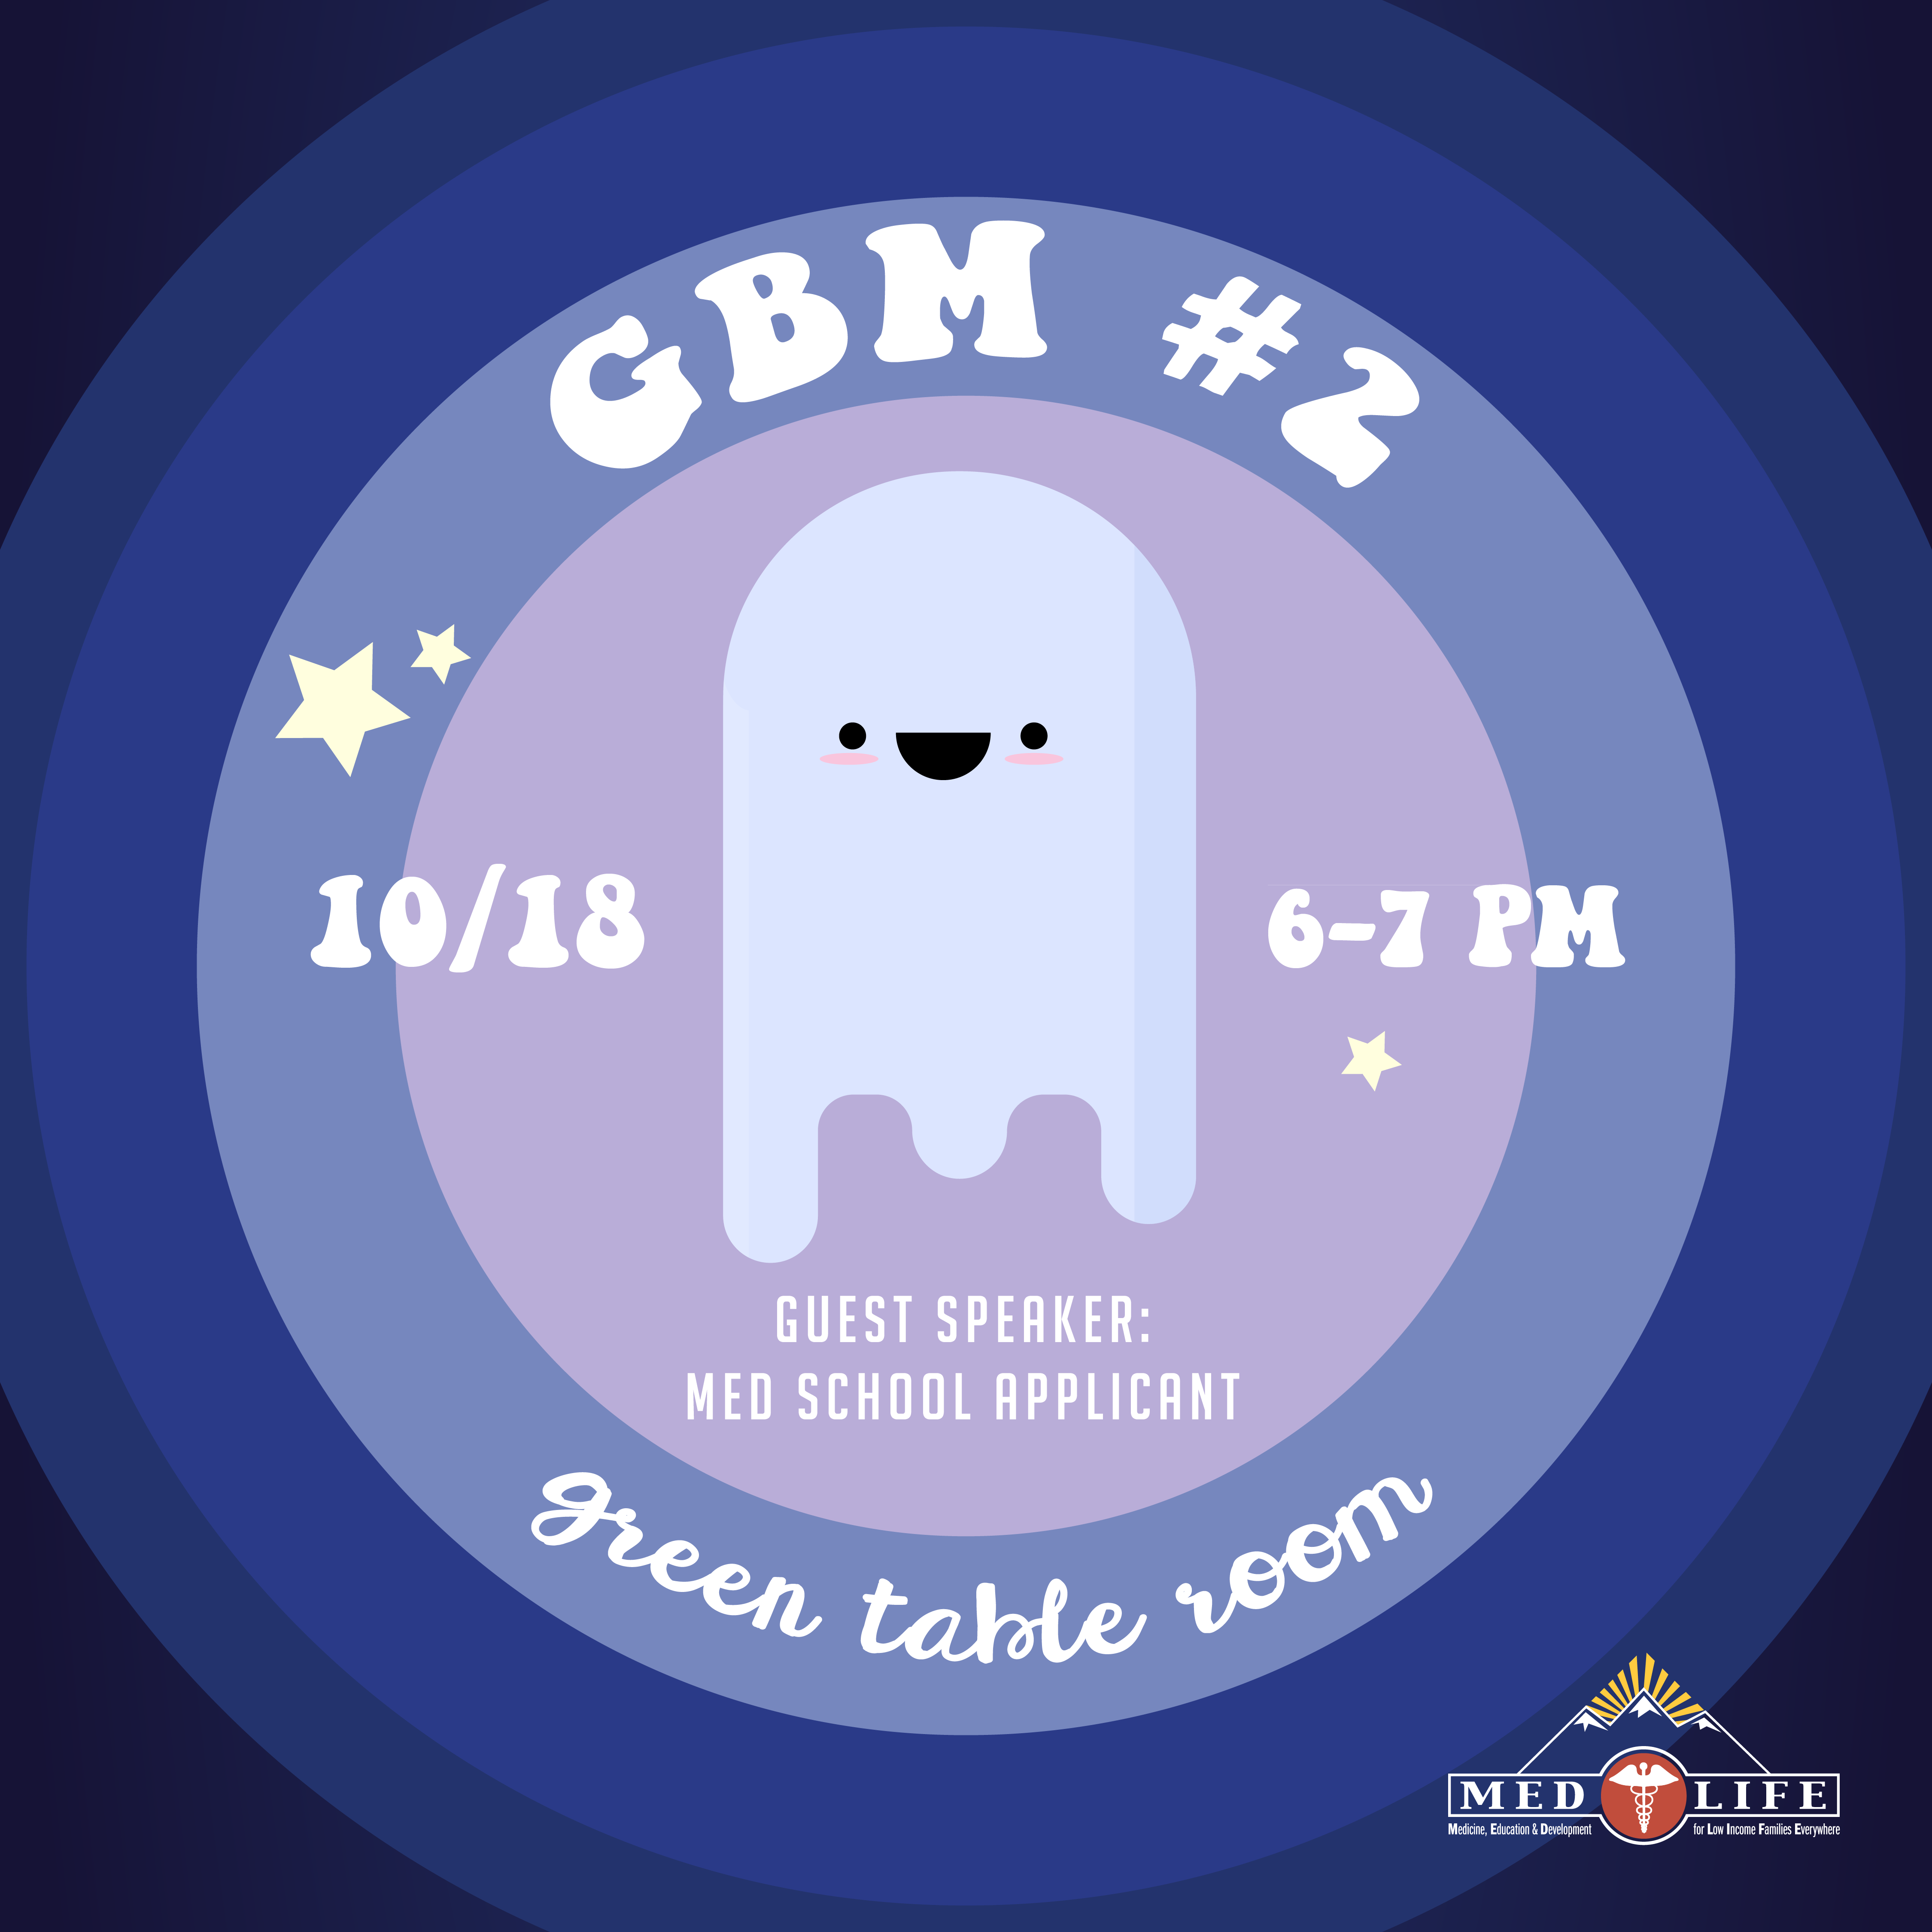 GBM #2
10/18
6-7 PM
GUEST SPEAKER:
MED SCHOOL APPLICANT
Green table room
MED LIFE
Medicine, Education & Development for Low Income Families Everywhere